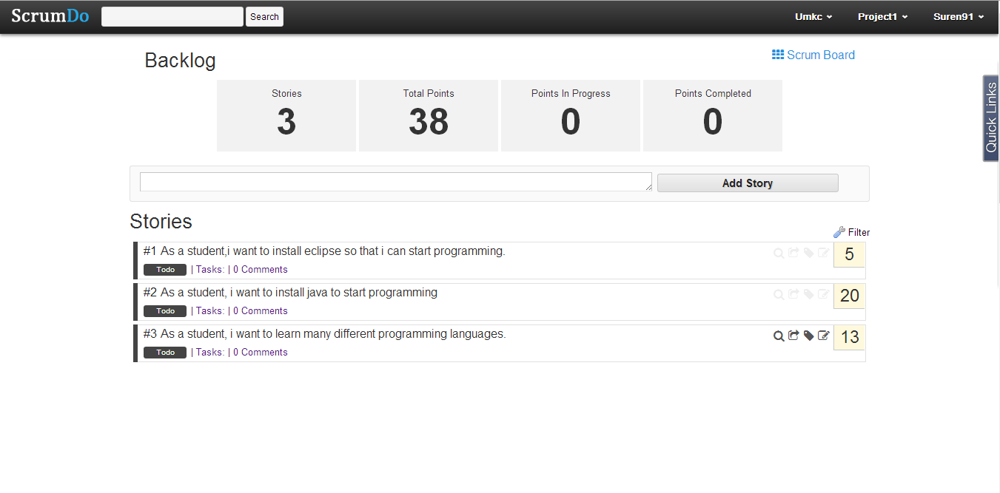 ScrumDo Search Umkc Project1 Suren91
Backlog Scrum Board
Stories Total Points Points In Progress Points Completed
3 38 0 0
Quick Links
Add Story
Stories
Filter
#1 As a student,i want to install eclipse so that i can start programming. 5
Todo | Tasks: | 0 Comments
#2 As a student, i want to install java to start programming 20
Todo | Tasks: | 0 Comments
#3 As a student, i want to learn many different programming languages. 13
Todo | Tasks: | 0 Comments